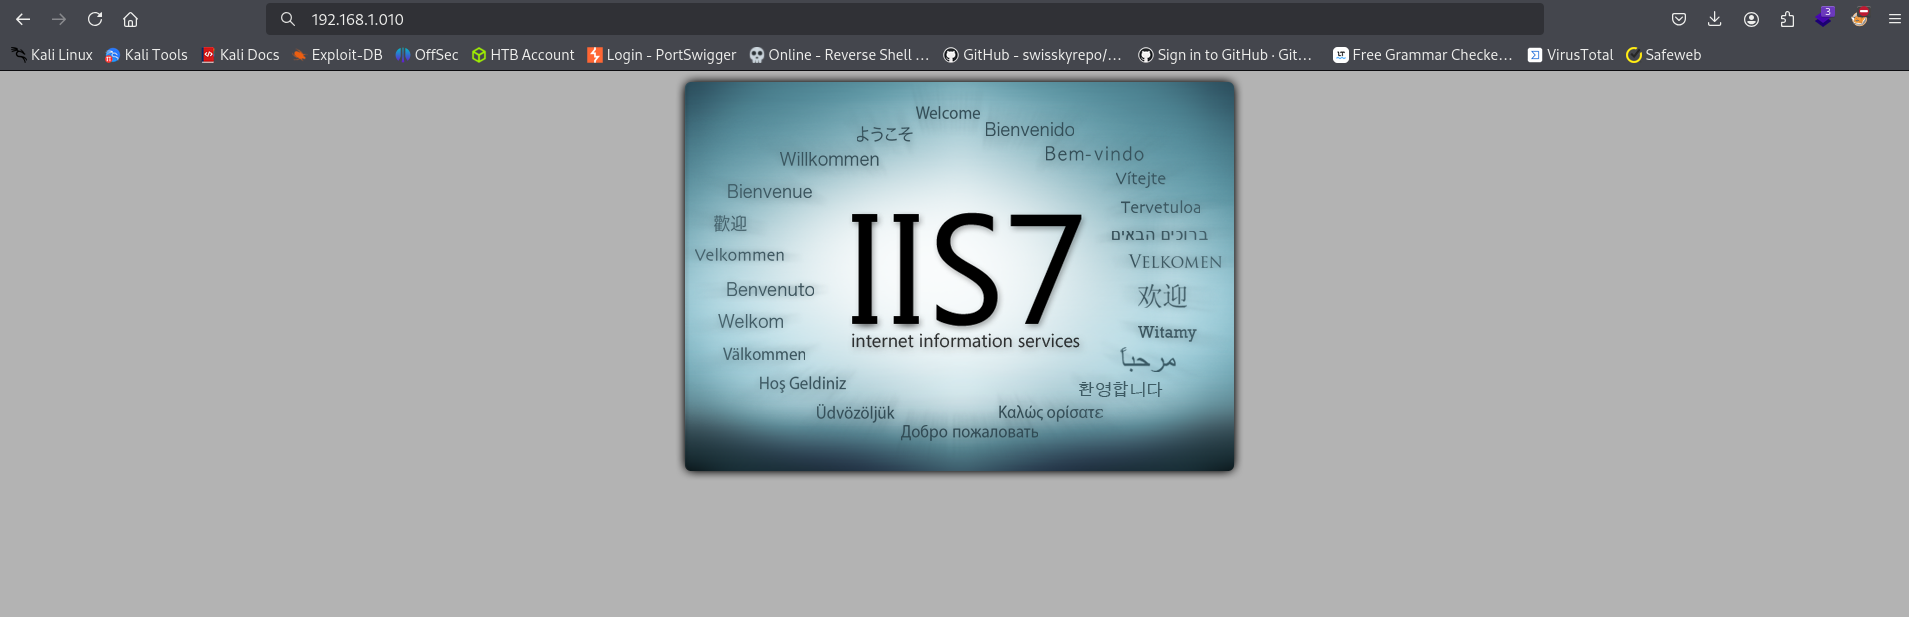 192.168.1.010
3
Kali Linux Kali Tools Kali Docs Exploit-DB OffSec HTB Account Login - PortSwigger Online - Reverse Shell … GitHub - swisskyrepo/… Sign in to GitHub · Git… Free Grammar Checke… VirusTotal Safeweb
Welcome
Bienvenido
ようこそ
Bem-vindo
Willkommen
Vítejte
Bienvenue
Tervetuloa
歡迎
ברוכים הבאים
Velkommen
VELKOMEN
IIS7
internet information services
Benvenuto
欢迎
Welkom
Witamy
Välkommen
مرحباً
Hoş Geldiniz
환영합니다
Üdvözöljük
Καλώς ορίσατε
Добро пожаловать